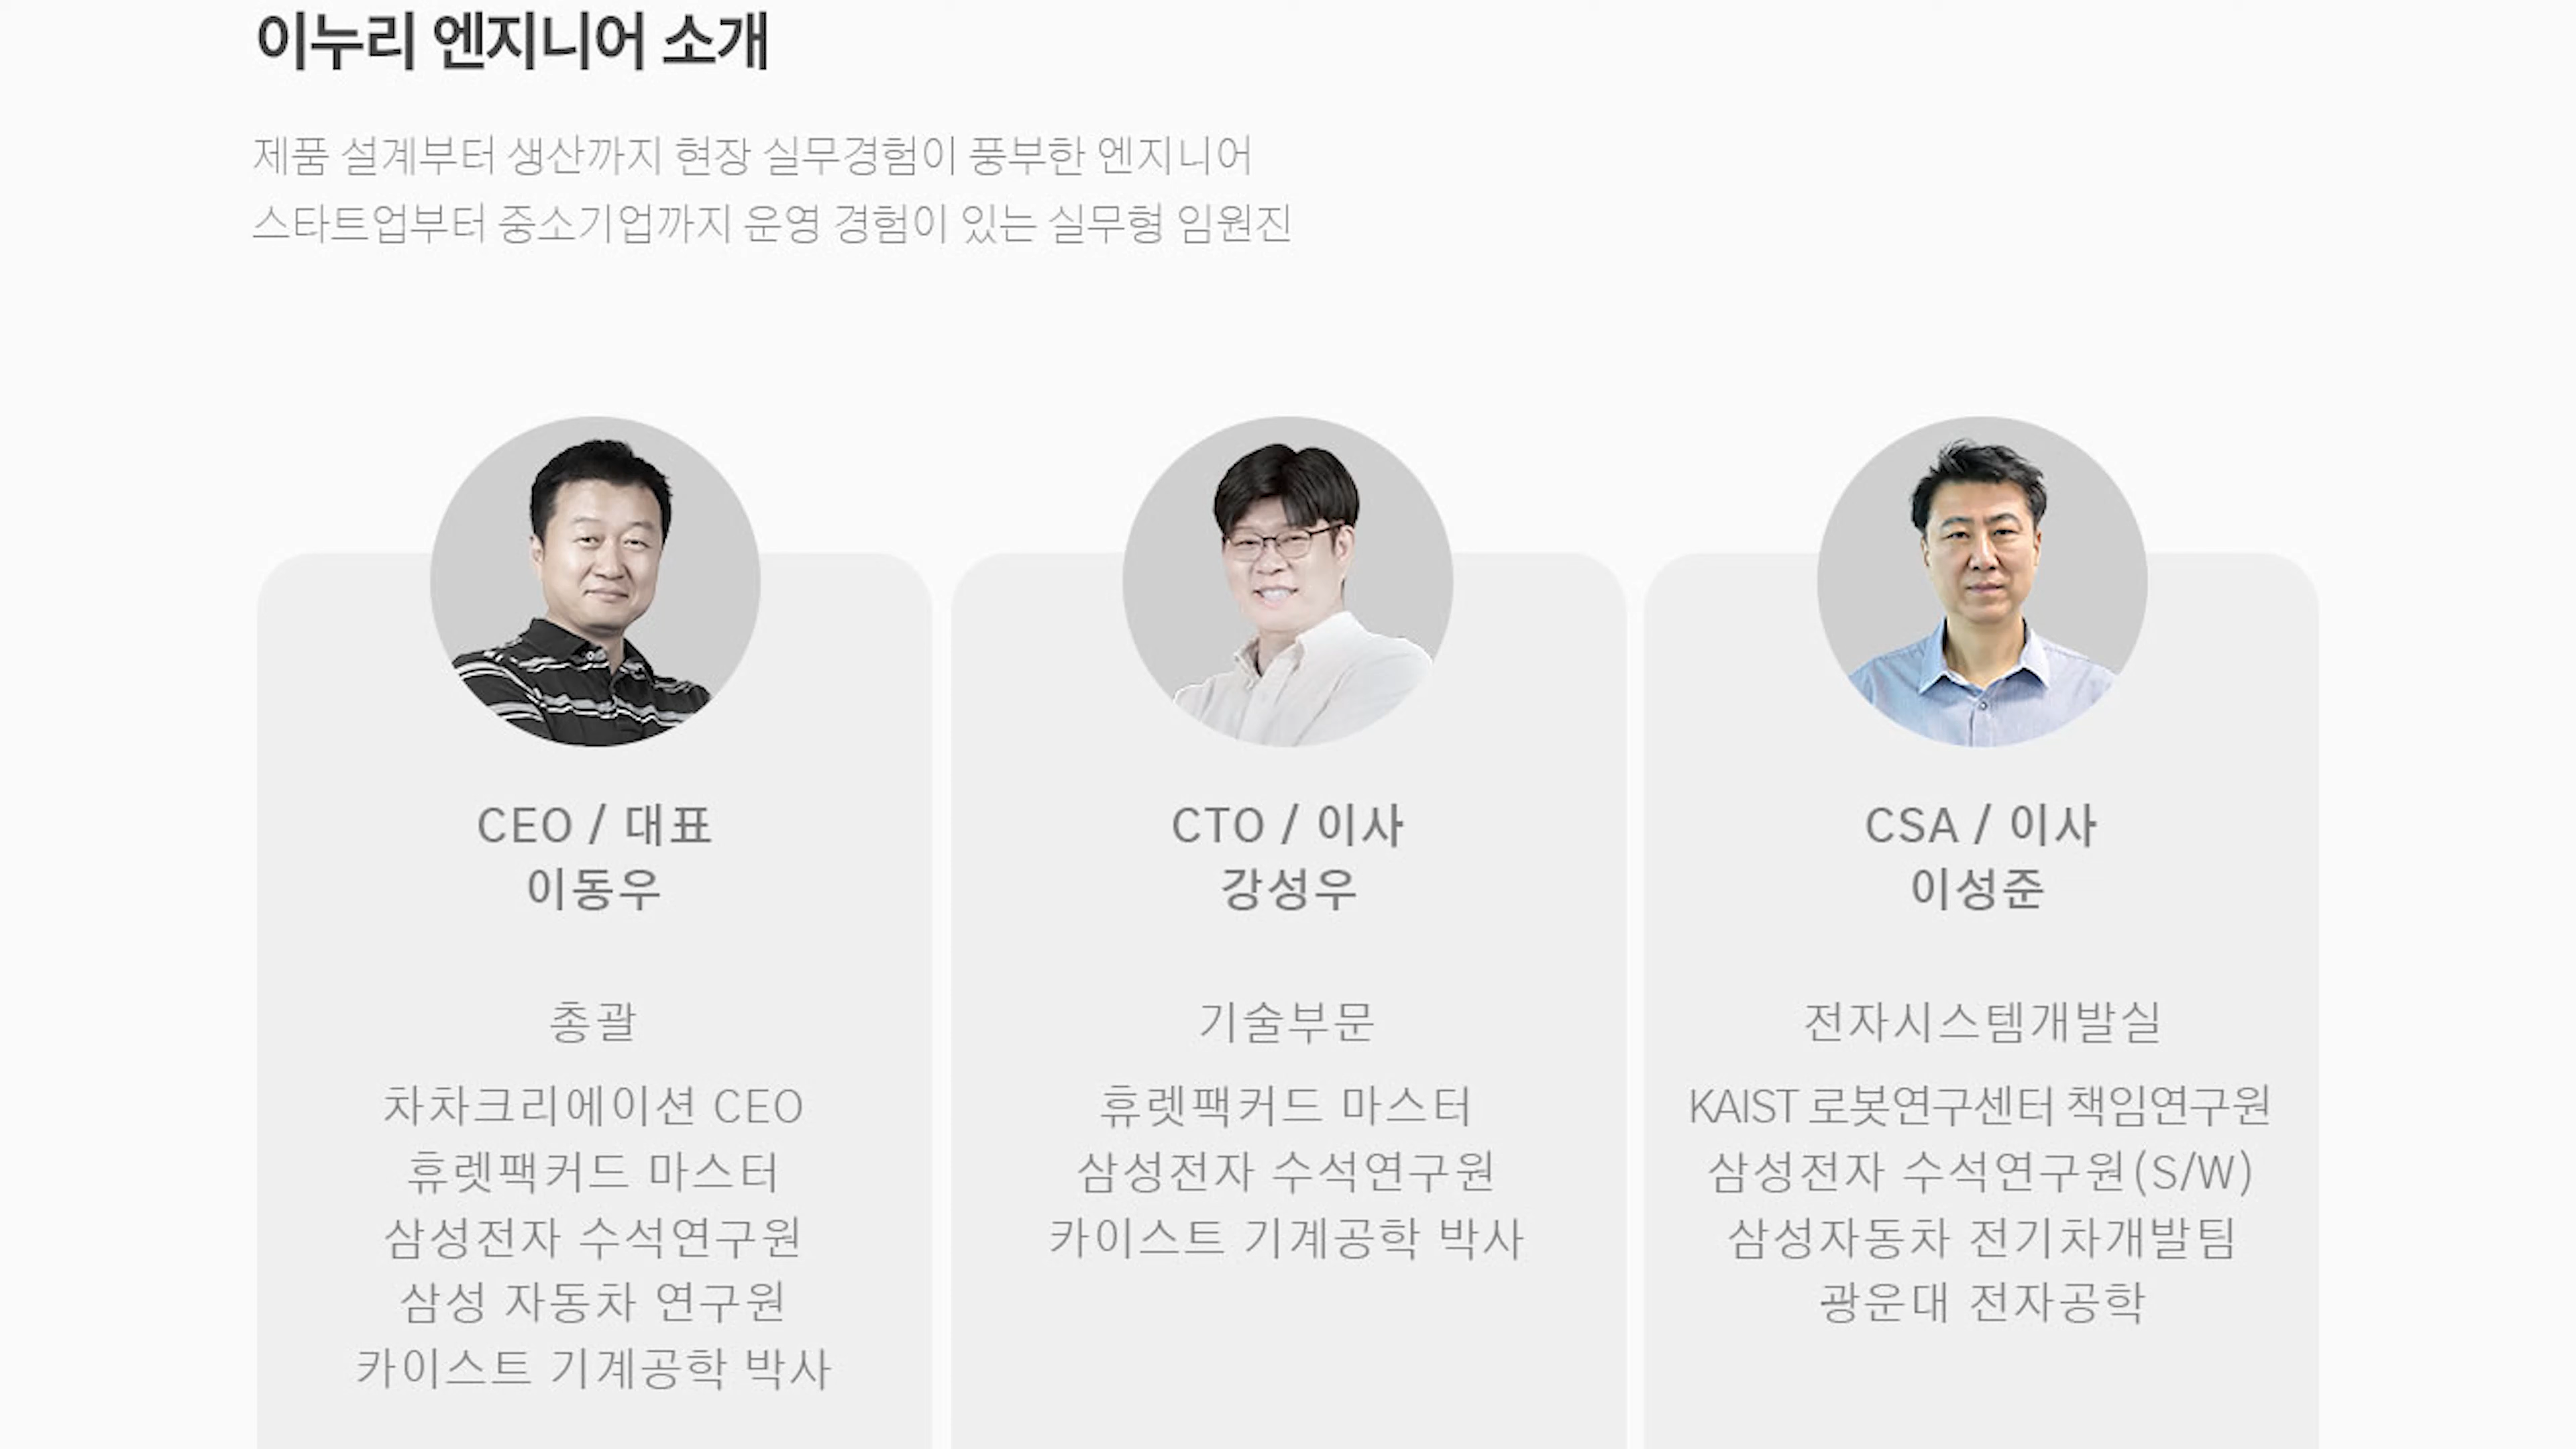 이누리 엔지니어 소개
제품 설계부터 생산까지 현장 실무경험이 풍부한 엔지니어
스타트업부터 중소기업까지 운영 경험이 있는 실무형 임원진
CEO / 대표
이동우
총괄
차차크리에이션 CEO
휴렛팩커드 마스터
삼성전자 수석연구원
삼성 자동차 연구원
카이스트 기계공학 박사
CTO / 이사
강성우
기술부문
휴렛팩커드 마스터
삼성전자 수석연구원
카이스트 기계공학 박사
CSA / 이사
이성준
전자시스템개발실
KAIST 로봇연구센터 책임연구원
삼성전자 수석연구원(S/W)
삼성자동차 전기차개발팀
광운대 전자공학